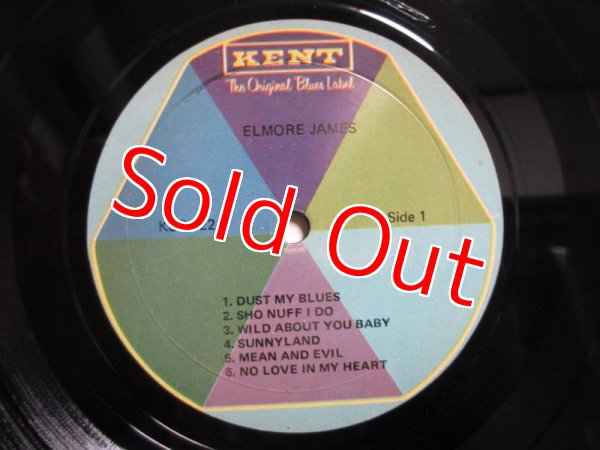 KENT
The Original Blues Label
ELMORE JAMES
Side 1
Sold Out
1. DUST MY BLUES
2. SHO NUFF I DO
3. WILD ABOUT YOU BABY
4. SUNNYLAND
5. MEAN AND EVIL
6. NO LOVE IN MY HEART